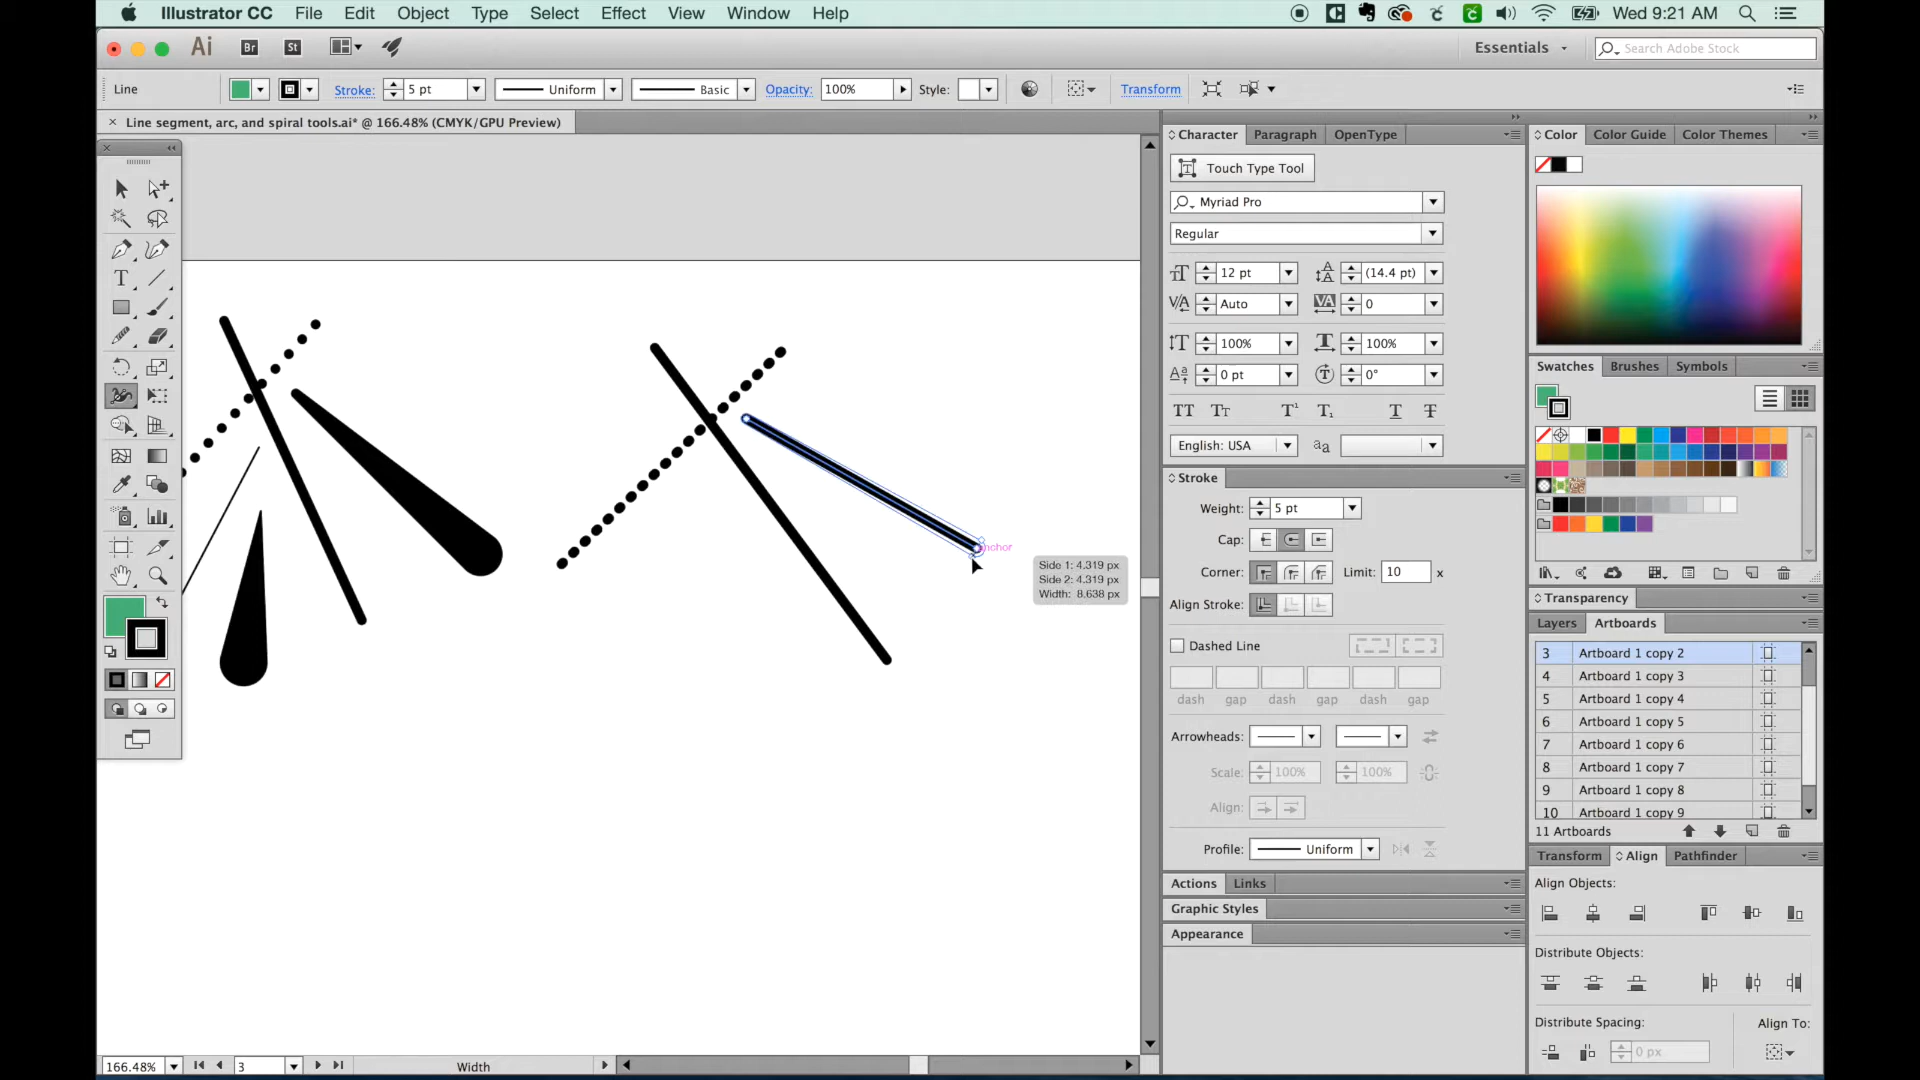 Illustrator CC File Edit Object Type Select Effect View Window Help
Wed 9:21 AM
Ai Br St
Essentials
Search Adobe Stock
Line
Stroke: 5 pt Uniform Basic Opacity: 100% Style: Transform
× Line segment, arc, and spiral tools.ai* @ 166.48% (CMYK/GPU Preview)
Character Paragraph OpenType
Touch Type Tool
Myriad Pro
Regular
12 pt (14.4 pt)
Auto 0
100% 100%
0 pt 0°
English: USA
Stroke
Weight: 5 pt
Cap:
Corner: Limit: 10 x
Align Stroke:
Dashed Line
dash gap dash gap dash gap
Arrowheads:
Scale: 100% 100%
Align:
Profile: Uniform
Actions Links
Graphic Styles
Appearance
Color Color Guide Color Themes
Swatches Brushes Symbols
Transparency
Layers Artboards
3 Artboard 1 copy 2
4 Artboard 1 copy 3
5 Artboard 1 copy 4
6 Artboard 1 copy 5
7 Artboard 1 copy 6
8 Artboard 1 copy 7
9 Artboard 1 copy 8
10 Artboard 1 copy 9
11 Artboards
Transform Align Pathfinder
Align Objects:
Distribute Objects:
Distribute Spacing: Align To:
0 px
Side 1: 4.319 px
Side 2: 4.319 px
Width: 8.638 px
166.48% 3 Width